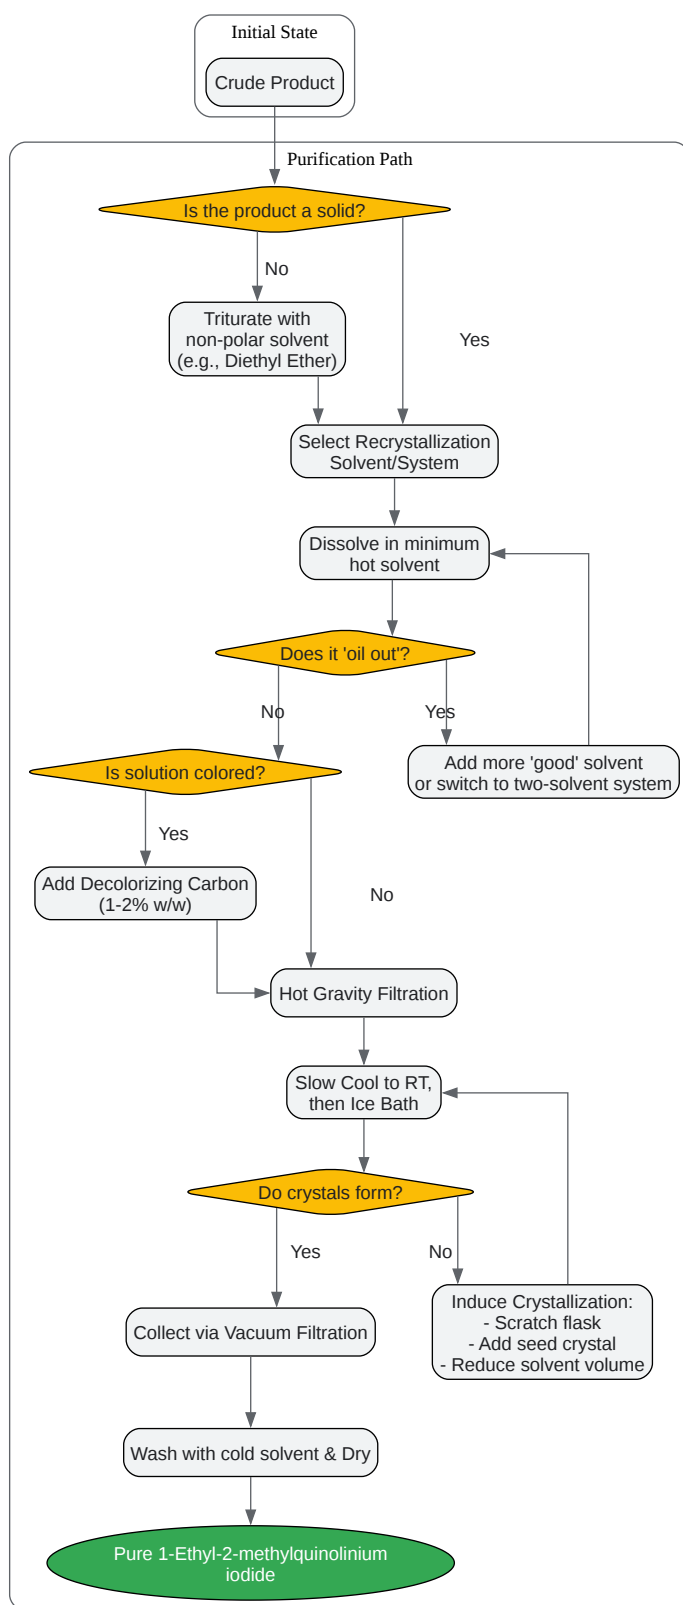 Initial State
Crude Product
Purification Path
Is the product a solid?
No
Triturate with
non-polar solvent
(e.g., Diethyl Ether)
Yes
Select Recrystallization
Solvent/System
Dissolve in minimum
hot solvent
Does it 'oil out'?
No
Yes
Is solution colored?
Add more 'good' solvent
or switch to two-solvent system
Yes
Add Decolorizing Carbon
(1-2% w/w)
No
Hot Gravity Filtration
Slow Cool to RT,
then Ice Bath
Do crystals form?
Yes
No
Induce Crystallization:
- Scratch flask
- Add seed crystal
- Reduce solvent volume
Collect via Vacuum Filtration
Wash with cold solvent & Dry
Pure 1-Ethyl-2-methylquinolinium
iodide